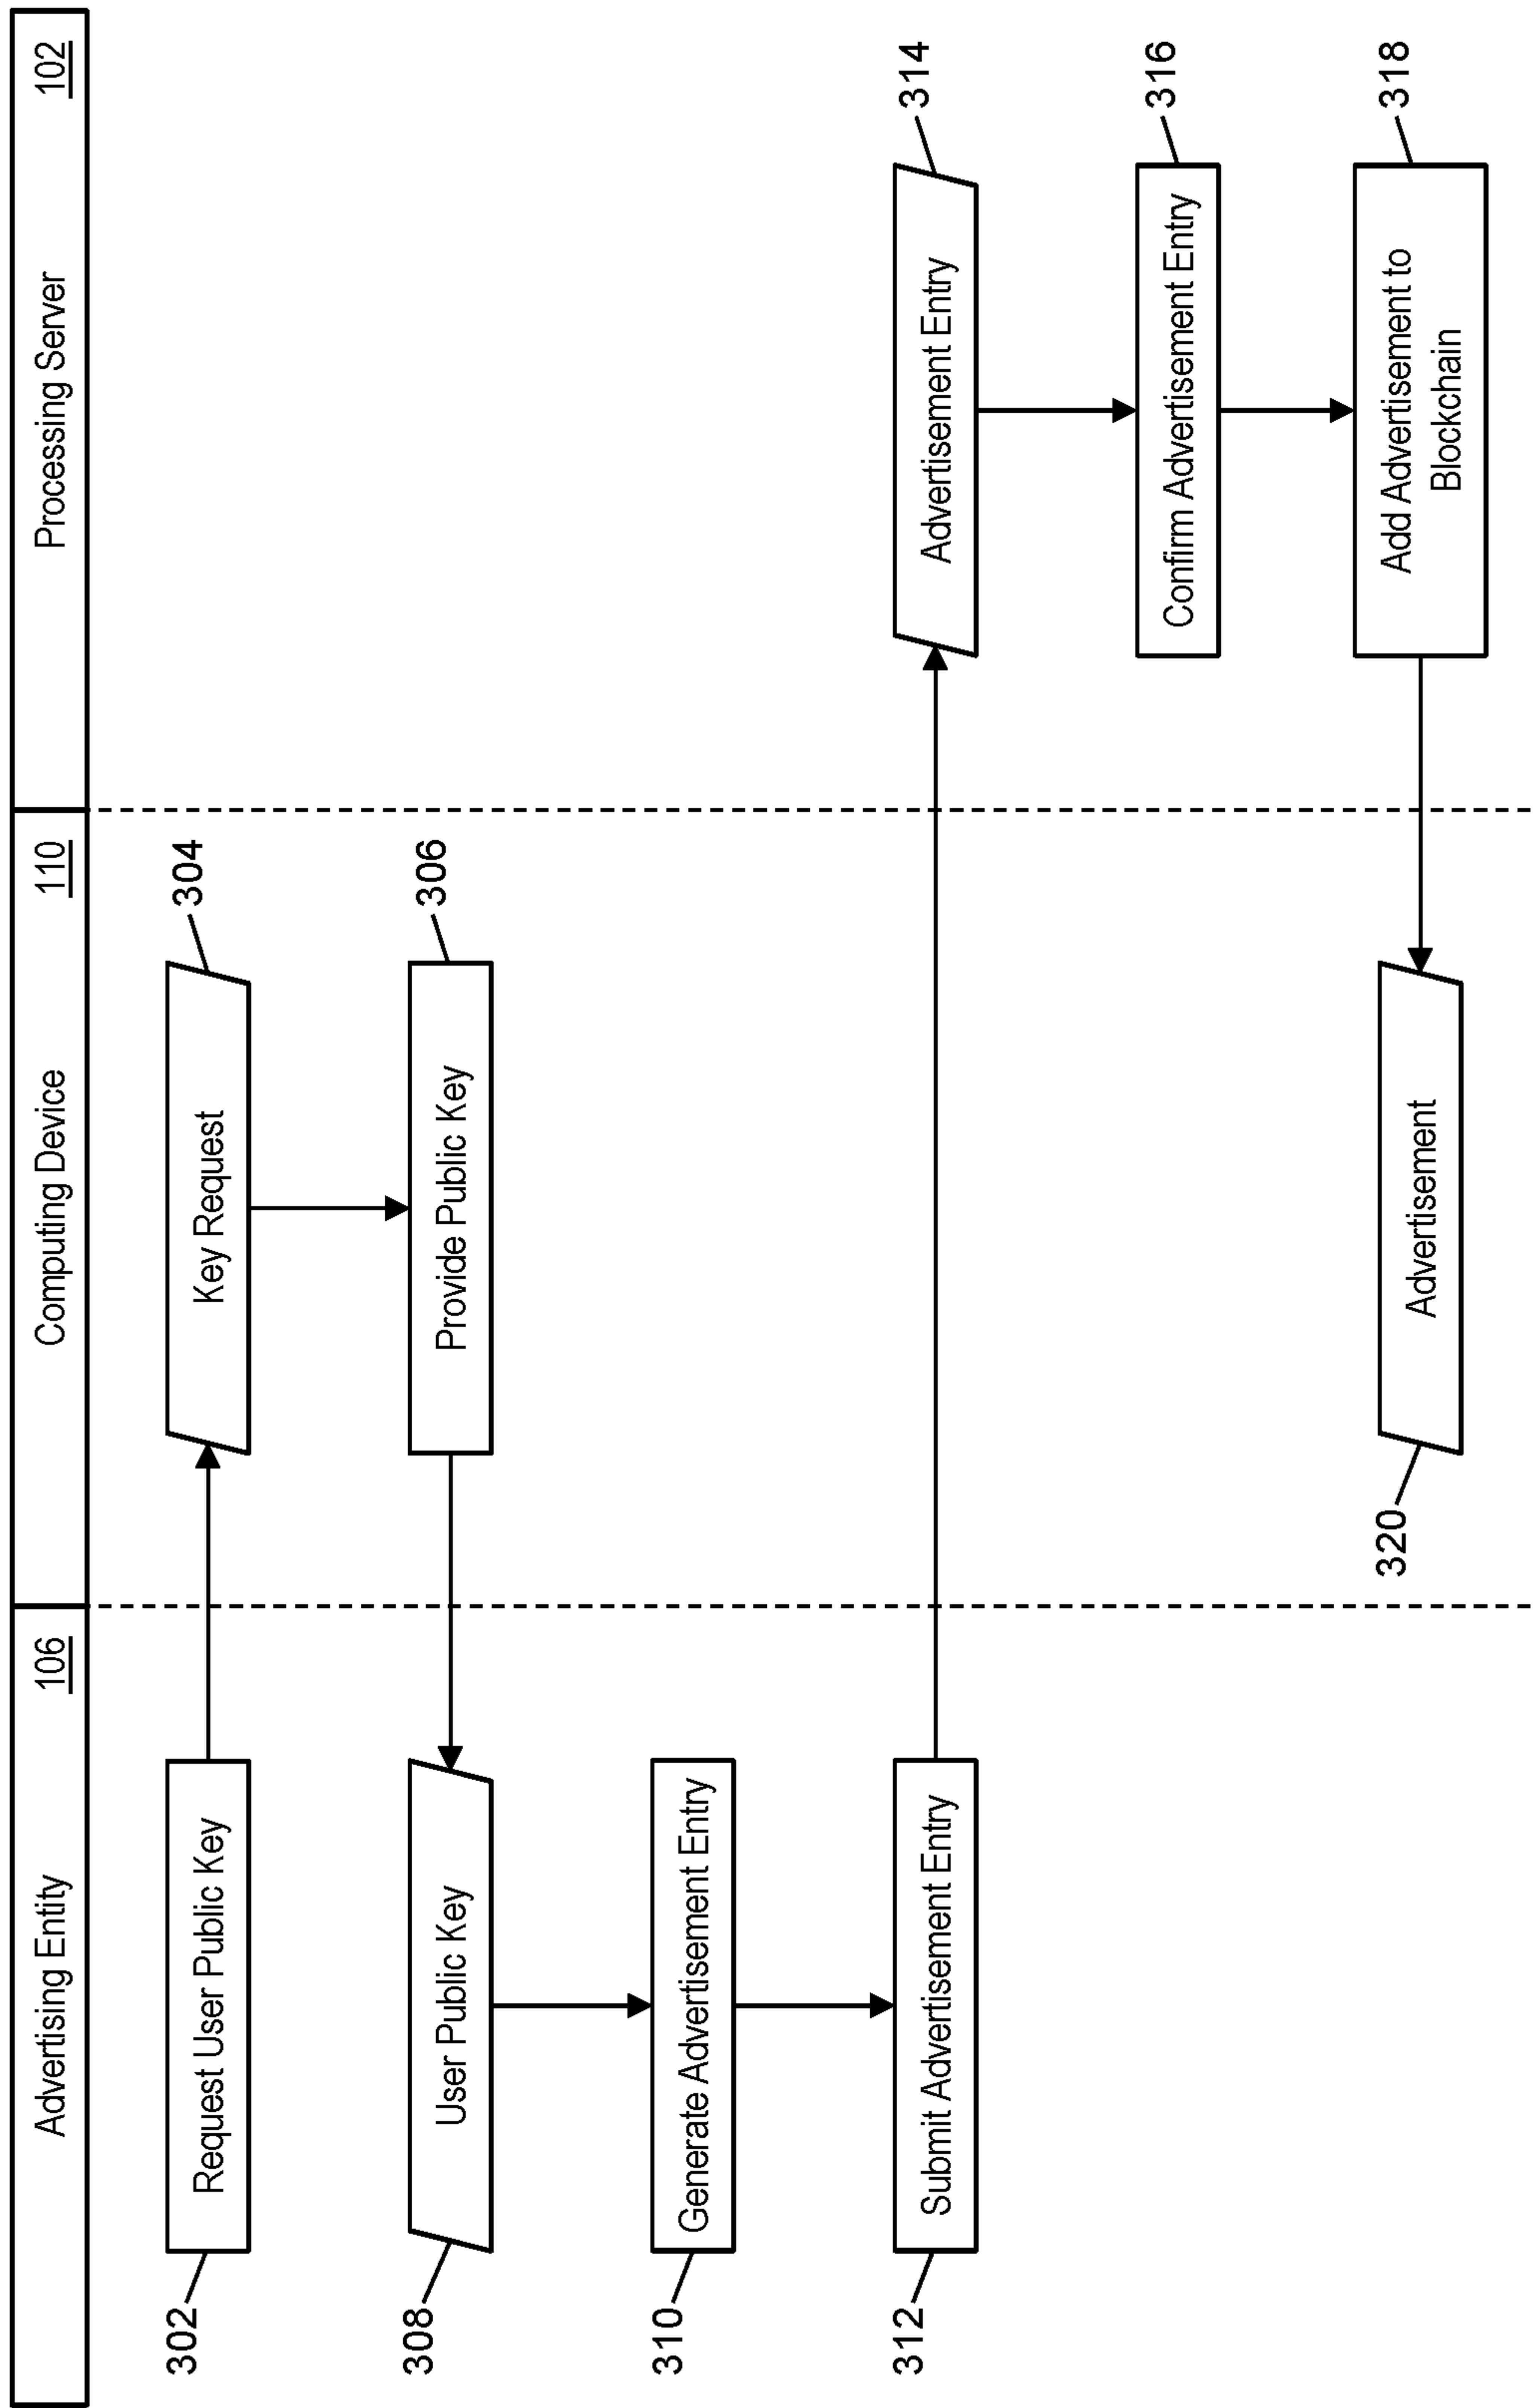 Advertising Entity
106
Computing Device
110
Processing Server
102
302
Request User Public Key
Key Request
304
Provide Public Key
306
308
User Public Key
310
Generate Advertisement Entry
312
Submit Advertisement Entry
Advertisement Entry
314
Confirm Advertisement Entry
316
Add Advertisement to
Blockchain
318
320
Advertisement